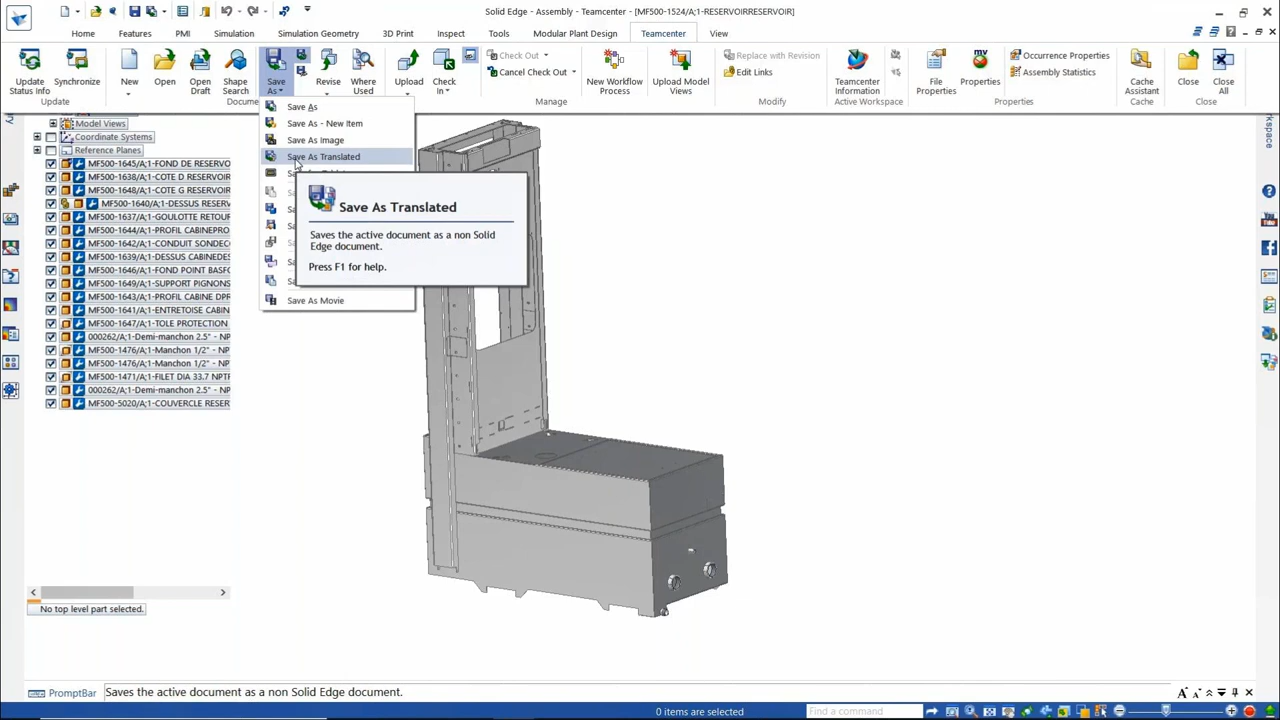 Solid Edge - Assembly - Teamcenter - [MF500-1524/A;1-RESERVOIRRESERVOIR]
Home
Features
PMI
Simulation
Simulation Geometry
3D Print
Inspect
Tools
Modular Plant Design
Teamcenter
View
Update
Status Info
Synchronize
Update
New
Open
Open
Draft
Shape
Search
Save
As
Revise
Where
Used
Docume
Upload
Check
In
Check Out
Cancel Check Out
New Workflow
Process
Upload Model
Views
Manage
Replace with Revision
Edit Links
Modify
Teamcenter
Information
Active Workspace
File
Properties
Properties
Occurrence Properties
Assembly Statistics
Properties
Cache
Assistant
Cache
Close
Close
All
Close
Save As
Save As - New Item
Save As Image
Save As Translated
Save As Movie
Save As Translated
Saves the active document as a non Solid
Edge document.
Press F1 for help.
Model Views
Coordinate Systems
Reference Planes
MF500-1645/A;1-FOND DE RESERVO
MF500-1638/A;1-COTE D RESERVO
MF500-1648/A;1-COTE G RESERVO
MF500-1640/A;1-DESSUS RESERVO
MF500-1637/A;1-GOULOTTE RETOUR
MF500-1644/A;1-PROFIL CABINEPRO
MF500-1642/A;1-CONDUIT SONDECO
MF500-1639/A;1-DESSUS CABINEDES
MF500-1646/A;1-FOND POINT BASFO
MF500-1649/A;1-SUPPORT PIGNONS
MF500-1643/A;1-PROFIL CABINE DPR
MF500-1641/A;1-ENTRETOISE CABINE
MF500-1647/A;1-TOLE PROTECTION
000262/A;1-Demi-manchon 2.5" - NP
MF500-1476/A;1-Manchon 1/2" - NPT
MF500-1476/A;1-Manchon 1/2" - NPT
MF500-1471/A;1-FILET DIA 33.7 NPTF
000262/A;1-Demi-manchon 2.5" - NP
MF500-5020/A;1-COUVERCLE RESER
No top level part selected.
PromptBar
Saves the active document as a non Solid Edge document.
0 items are selected
Find a command